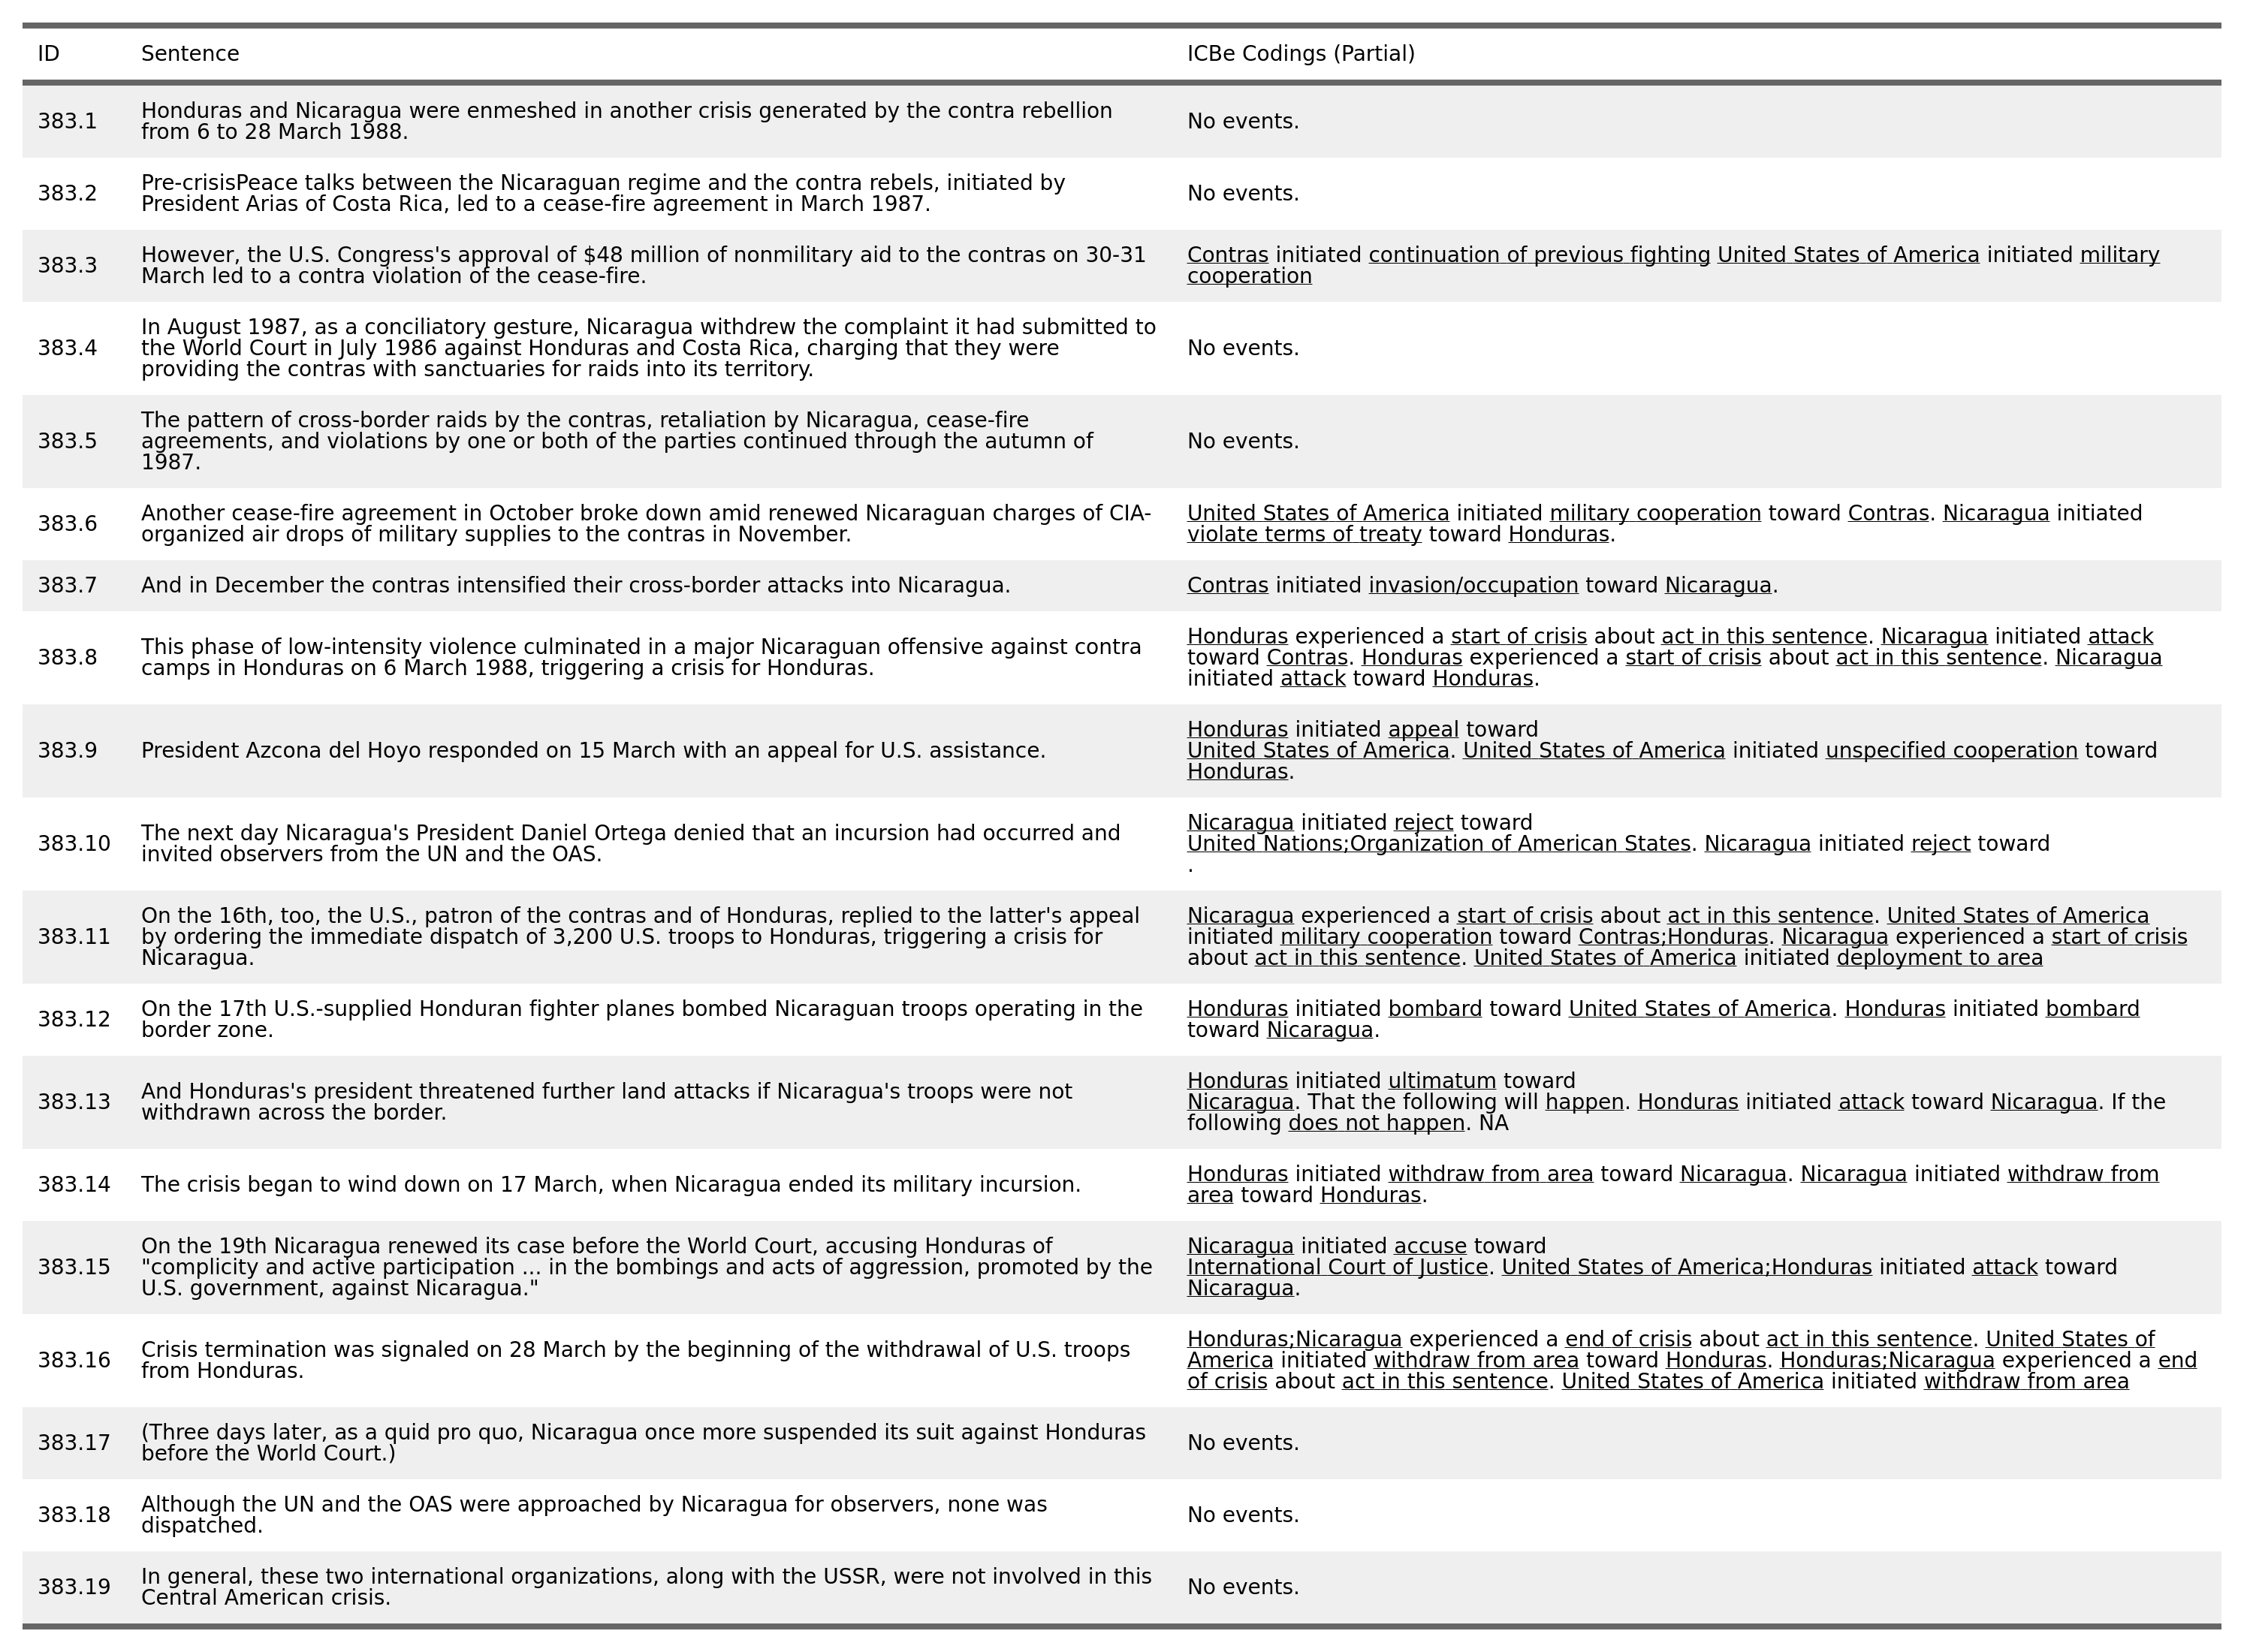 ID Sentence ICBe Codings (Partial)
383.1 Honduras and Nicaragua were enmeshed in another crisis generated by the contra rebellion
from 6 to 28 March 1988.
No events.
383.2 Pre-crisisPeace talks between the Nicaraguan regime and the contra rebels, initiated by
President Arias of Costa Rica, led to a cease-fire agreement in March 1987.
No events.
383.3 However, the U.S. Congress's approval of $48 million of nonmilitary aid to the contras on 30-31
March led to a contra violation of the cease-fire.
Contras initiated continuation of previous fighting United States of America initiated military
cooperation
383.4 In August 1987, as a conciliatory gesture, Nicaragua withdrew the complaint it had submitted to
the World Court in July 1986 against Honduras and Costa Rica, charging that they were
providing the contras with sanctuaries for raids into its territory.
No events.
383.5 The pattern of cross-border raids by the contras, retaliation by Nicaragua, cease-fire
agreements, and violations by one or both of the parties continued through the autumn of
1987.
No events.
383.6 Another cease-fire agreement in October broke down amid renewed Nicaraguan charges of CIA-
organized air drops of military supplies to the contras in November.
United States of America initiated military cooperation toward Contras. Nicaragua initiated
violate terms of treaty toward Honduras.
383.7 And in December the contras intensified their cross-border attacks into Nicaragua.
Contras initiated invasion/occupation toward Nicaragua.
383.8 This phase of low-intensity violence culminated in a major Nicaraguan offensive against contra
camps in Honduras on 6 March 1988, triggering a crisis for Honduras.
Honduras experienced a start of crisis about act in this sentence. Nicaragua initiated attack
toward Contras. Honduras experienced a start of crisis about act in this sentence. Nicaragua
initiated attack toward Honduras.
383.9 President Azcona del Hoyo responded on 15 March with an appeal for U.S. assistance.
Honduras initiated appeal toward
United States of America. United States of America initiated unspecified cooperation toward
Honduras.
383.10 The next day Nicaragua's President Daniel Ortega denied that an incursion had occurred and
invited observers from the UN and the OAS.
Nicaragua initiated reject toward
United Nations;Organization of American States. Nicaragua initiated reject toward
.
383.11 On the 16th, too, the U.S., patron of the contras and of Honduras, replied to the latter's appeal
by ordering the immediate dispatch of 3,200 U.S. troops to Honduras, triggering a crisis for
Nicaragua.
Nicaragua experienced a start of crisis about act in this sentence. United States of America
initiated military cooperation toward Contras;Honduras. Nicaragua experienced a start of crisis
about act in this sentence. United States of America initiated deployment to area
383.12 On the 17th U.S.-supplied Honduran fighter planes bombed Nicaraguan troops operating in the
border zone.
Honduras initiated bombard toward United States of America. Honduras initiated bombard
toward Nicaragua.
383.13 And Honduras's president threatened further land attacks if Nicaragua's troops were not
withdrawn across the border.
Honduras initiated ultimatum toward
Nicaragua. That the following will happen. Honduras initiated attack toward Nicaragua. If the
following does not happen. NA
383.14 The crisis began to wind down on 17 March, when Nicaragua ended its military incursion.
Honduras initiated withdraw from area toward Nicaragua. Nicaragua initiated withdraw from
area toward Honduras.
383.15 On the 19th Nicaragua renewed its case before the World Court, accusing Honduras of
"complicity and active participation ... in the bombings and acts of aggression, promoted by the
U.S. government, against Nicaragua."
Nicaragua initiated accuse toward
International Court of Justice. United States of America;Honduras initiated attack toward
Nicaragua.
383.16 Crisis termination was signaled on 28 March by the beginning of the withdrawal of U.S. troops
from Honduras.
Honduras;Nicaragua experienced a end of crisis about act in this sentence. United States of
America initiated withdraw from area toward Honduras. Honduras;Nicaragua experienced a end
of crisis about act in this sentence. United States of America initiated withdraw from area
383.17 (Three days later, as a quid pro quo, Nicaragua once more suspended its suit against Honduras
before the World Court.)
No events.
383.18 Although the UN and the OAS were approached by Nicaragua for observers, none was
dispatched.
No events.
383.19 In general, these two international organizations, along with the USSR, were not involved in this
Central American crisis.
No events.